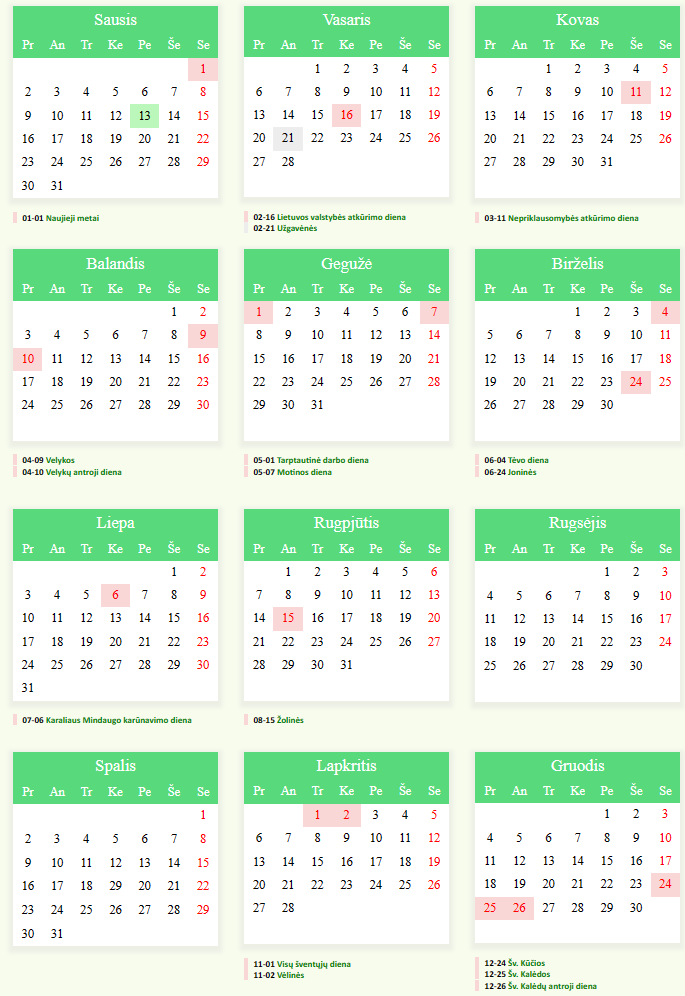 Sausis
Pr An Tr Ke Pe Še Se
1
2 3 4 5 6 7 8
9 10 11 12 13 14 15
16 17 18 19 20 21 22
23 24 25 26 27 28 29
30 31
01-01 Naujieji metai
Vasaris
Pr An Tr Ke Pe Še Se
1 2 3 4 5
6 7 8 9 10 11 12
13 14 15 16 17 18 19
20 21 22 23 24 25 26
27 28
02-16 Lietuvos valstybės atkūrimo diena
02-21 Užgavėnės
Kovas
Pr An Tr Ke Pe Še Se
1 2 3 4 5
6 7 8 9 10 11 12
13 14 15 16 17 18 19
20 21 22 23 24 25 26
27 28 29 30 31
03-11 Nepriklausomybės atkūrimo diena
Balandis
Pr An Tr Ke Pe Še Se
1 2
3 4 5 6 7 8 9
10 11 12 13 14 15 16
17 18 19 20 21 22 23
24 25 26 27 28 29 30
04-09 Velykos
04-10 Velykų antroji diena
Gegužė
Pr An Tr Ke Pe Še Se
1 2 3 4 5 6 7
8 9 10 11 12 13 14
15 16 17 18 19 20 21
22 23 24 25 26 27 28
29 30 31
05-01 Tarptautinė darbo diena
05-07 Motinos diena
Birželis
Pr An Tr Ke Pe Še Se
1 2 3 4
5 6 7 8 9 10 11
12 13 14 15 16 17 18
19 20 21 22 23 24 25
26 27 28 29 30
06-04 Tėvo diena
06-24 Joninės
Liepa
Pr An Tr Ke Pe Še Se
1 2
3 4 5 6 7 8 9
10 11 12 13 14 15 16
17 18 19 20 21 22 23
24 25 26 27 28 29 30
31
07-06 Karaliaus Mindaugo karūnavimo diena
Rugpjūtis
Pr An Tr Ke Pe Še Se
1 2 3 4 5 6
7 8 9 10 11 12 13
14 15 16 17 18 19 20
21 22 23 24 25 26 27
28 29 30 31
08-15 Žolinės
Rugsėjis
Pr An Tr Ke Pe Še Se
1 2 3
4 5 6 7 8 9 10
11 12 13 14 15 16 17
18 19 20 21 22 23 24
25 26 27 28 29 30
Spalis
Pr An Tr Ke Pe Še Se
1
2 3 4 5 6 7 8
9 10 11 12 13 14 15
16 17 18 29 20 21 22
23 24 25 26 27 28 29
30 31
Lapkritis
Pr An Tr Ke Pe Še Se
1 2 3 4 5
6 7 8 9 10 11 12
13 14 15 16 17 18 19
20 21 22 23 24 25 26
27 28
11-01 Visų šventųjų diena
11-02 Vėlinės
Gruodis
Pr An Tr Ke Pe Še Se
1 2 3
4 5 6 7 8 9 10
11 12 13 14 15 16 17
18 19 20 21 22 23 24
25 26 27 28 29 30
12-24 Šv. Kūčios
12-25 Šv. Kalėdos
12-26 Šv. Kalėdų antroji diena